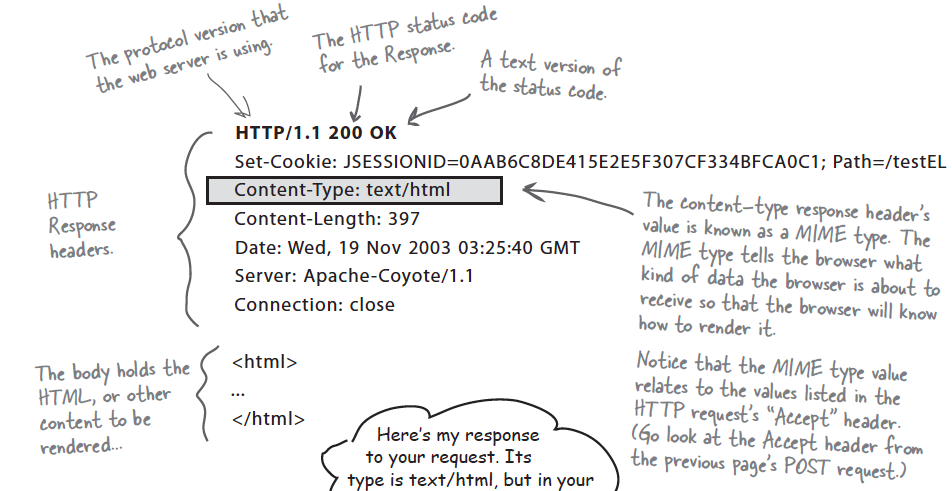 The protocol version that
the web server is using.
The HTTP status code
for the Response.
A text version of
the status code.
HTTP/1.1 200 OK
Set-Cookie: JSESSIONID=0AAB6C8DE415E2E5F307CF334BFCA0C1; Path=/testEL
Content-Type: text/html
Content-Length: 397
Date: Wed, 19 Nov 2003 03:25:40 GMT
Server: Apache-Coyote/1.1
Connection: close
HTTP
Response
headers.
The content-type response header's
value is known as a MIME type. The
MIME type tells the browser what
kind of data the browser is about to
receive so that the browser will know
how to render it.
Notice that the MIME type value
relates to the values listed in the
HTTP request's "Accept" header.
(Go look at the Accept header from
the previous page's POST request.)
The body holds the
HTML, or other
content to be
rendered...
<html>
...
</html>
Here's my response
to your request. Its
type is text/html, but in your